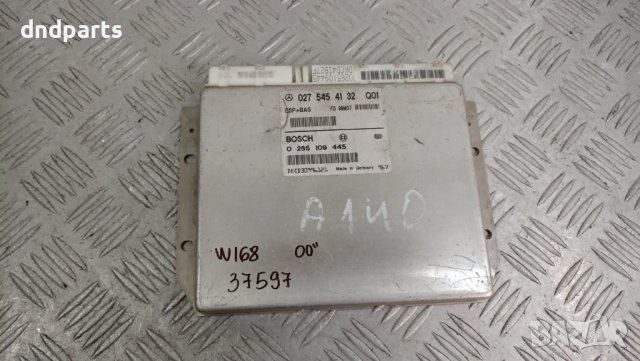 dndparts
027 545 41 32 Q01
ESP+BAS
BOSCH
0 265 109 445
Made in Germany
A140
W168 00"
37597
BAZAR